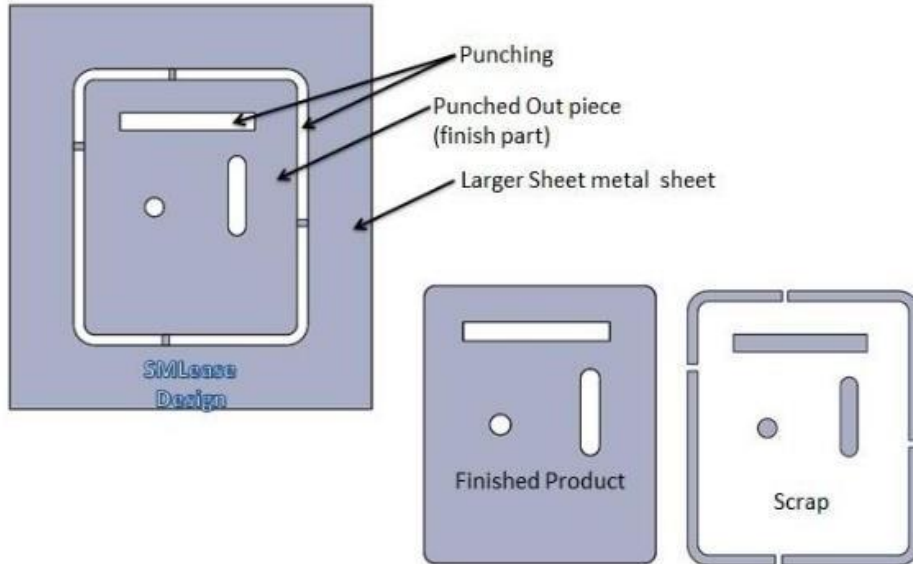 Punching
Punched Out piece
(finish part)
Larger Sheet metal sheet
SMLease
Design
Finished Product
Scrap